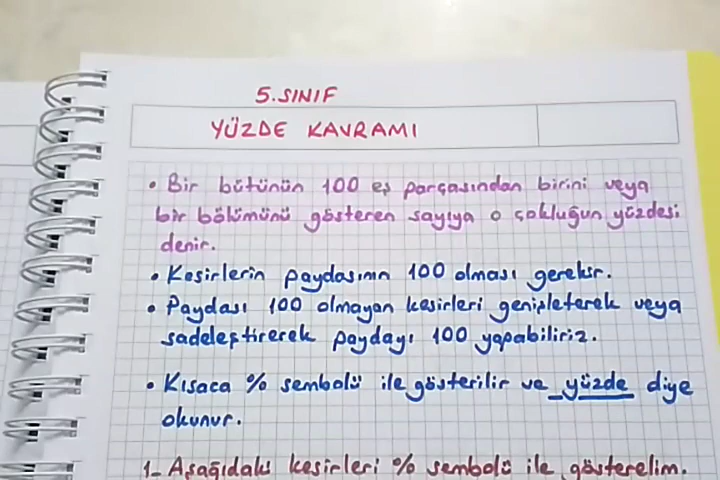 5.SINIF
YÜZDE KAVRAMI
• Bir bütünün 100 eş parçasından birini veya
bir bölümünü gösteren sayıya o çokluğun yüzdesi
denir.
• Kesirlerin paydasının 100 olması gerekir.
• Paydası 100 olmayan kesirleri genişleterek veya
sadeleştirerek paydayı 100 yapabiliriz.
• Kısaca % sembolü ile gösterilir ve yüzde diye
okunur.
1- Aşağıdaki kesirleri % sembolü ile gösterelim.